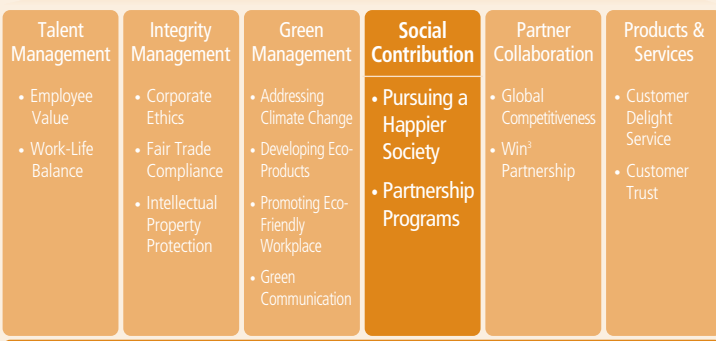 Talent
Management
• Employee
Value
• Work-Life
Balance
Integrity
Management
• Corporate
Ethics
• Fair Trade
Compliance
• Intellectual
Property
Protection
Green
Management
• Addressing
Climate Change
• Developing Eco-
Products
• Promoting Eco-
Friendly
Workplace
• Green
Communication
Social
Contribution
• Pursuing a
Happier
Society
• Partnership
Programs
Partner
Collaboration
• Global
Competitiveness
• Win³
Partnership
Products &
Services
• Customer
Delight
Service
• Customer
Trust